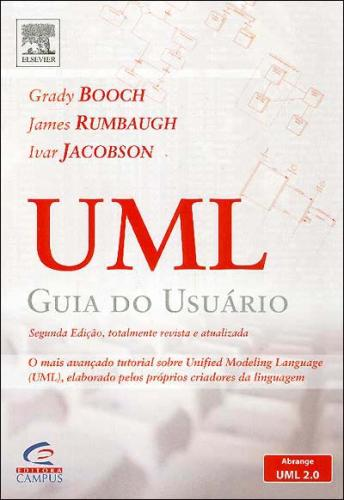 ELSEVIER
Grady BOOCH
James RUMBAUGH
Ivar JACOBSON
UML
GUIA DO USUÁRIO
Segunda Edição, totalmente revista e atualizada
O mais avançado tutorial sobre Unified Modeling Language
(UML), elaborado pelos próprios criadores da linguagem
Abrange
UML 2.0
EDITORA
CAMPUS